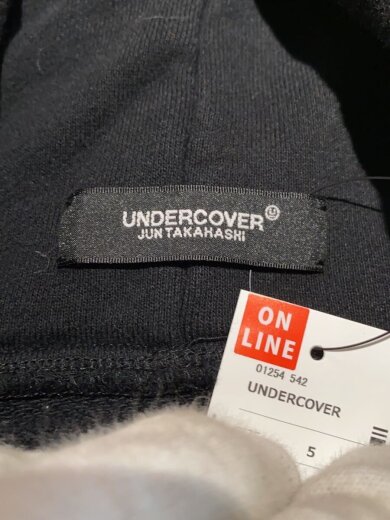 UNDERCOVER
JUN TAKAHASHI
ON
LINE
01254 542
UNDERCOVER
5